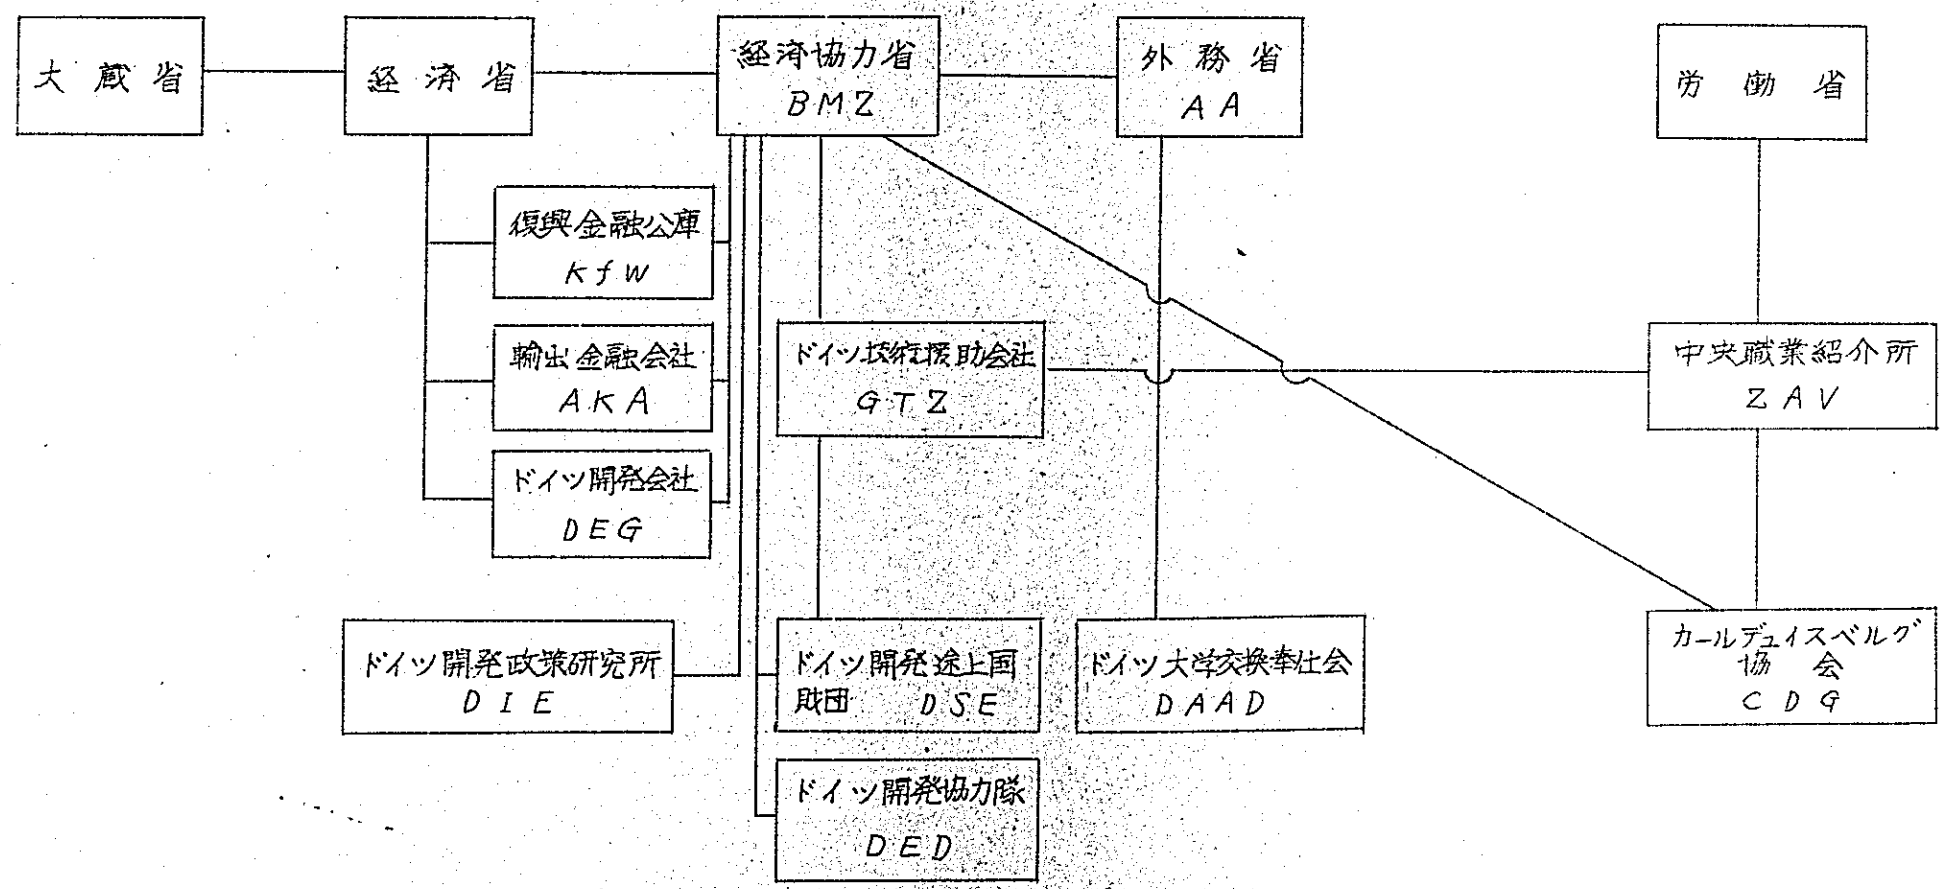 大蔵省
経済省
経済協力省
BMZ
外務省
AA
労働省
復興金融公庫
KfW
輸出金融会社
AKA
ドイツ開発会社
DEG
ドイツ技術援助会社
GTZ
中央職業紹介所
ZAV
ドイツ開発政策研究所
DIE
ドイツ開発途上国
財団 DSE
ドイツ大学交換奉仕会
DAAD
カールデュイスベルグ
協会
CDG
ドイツ開発協力隊
DED